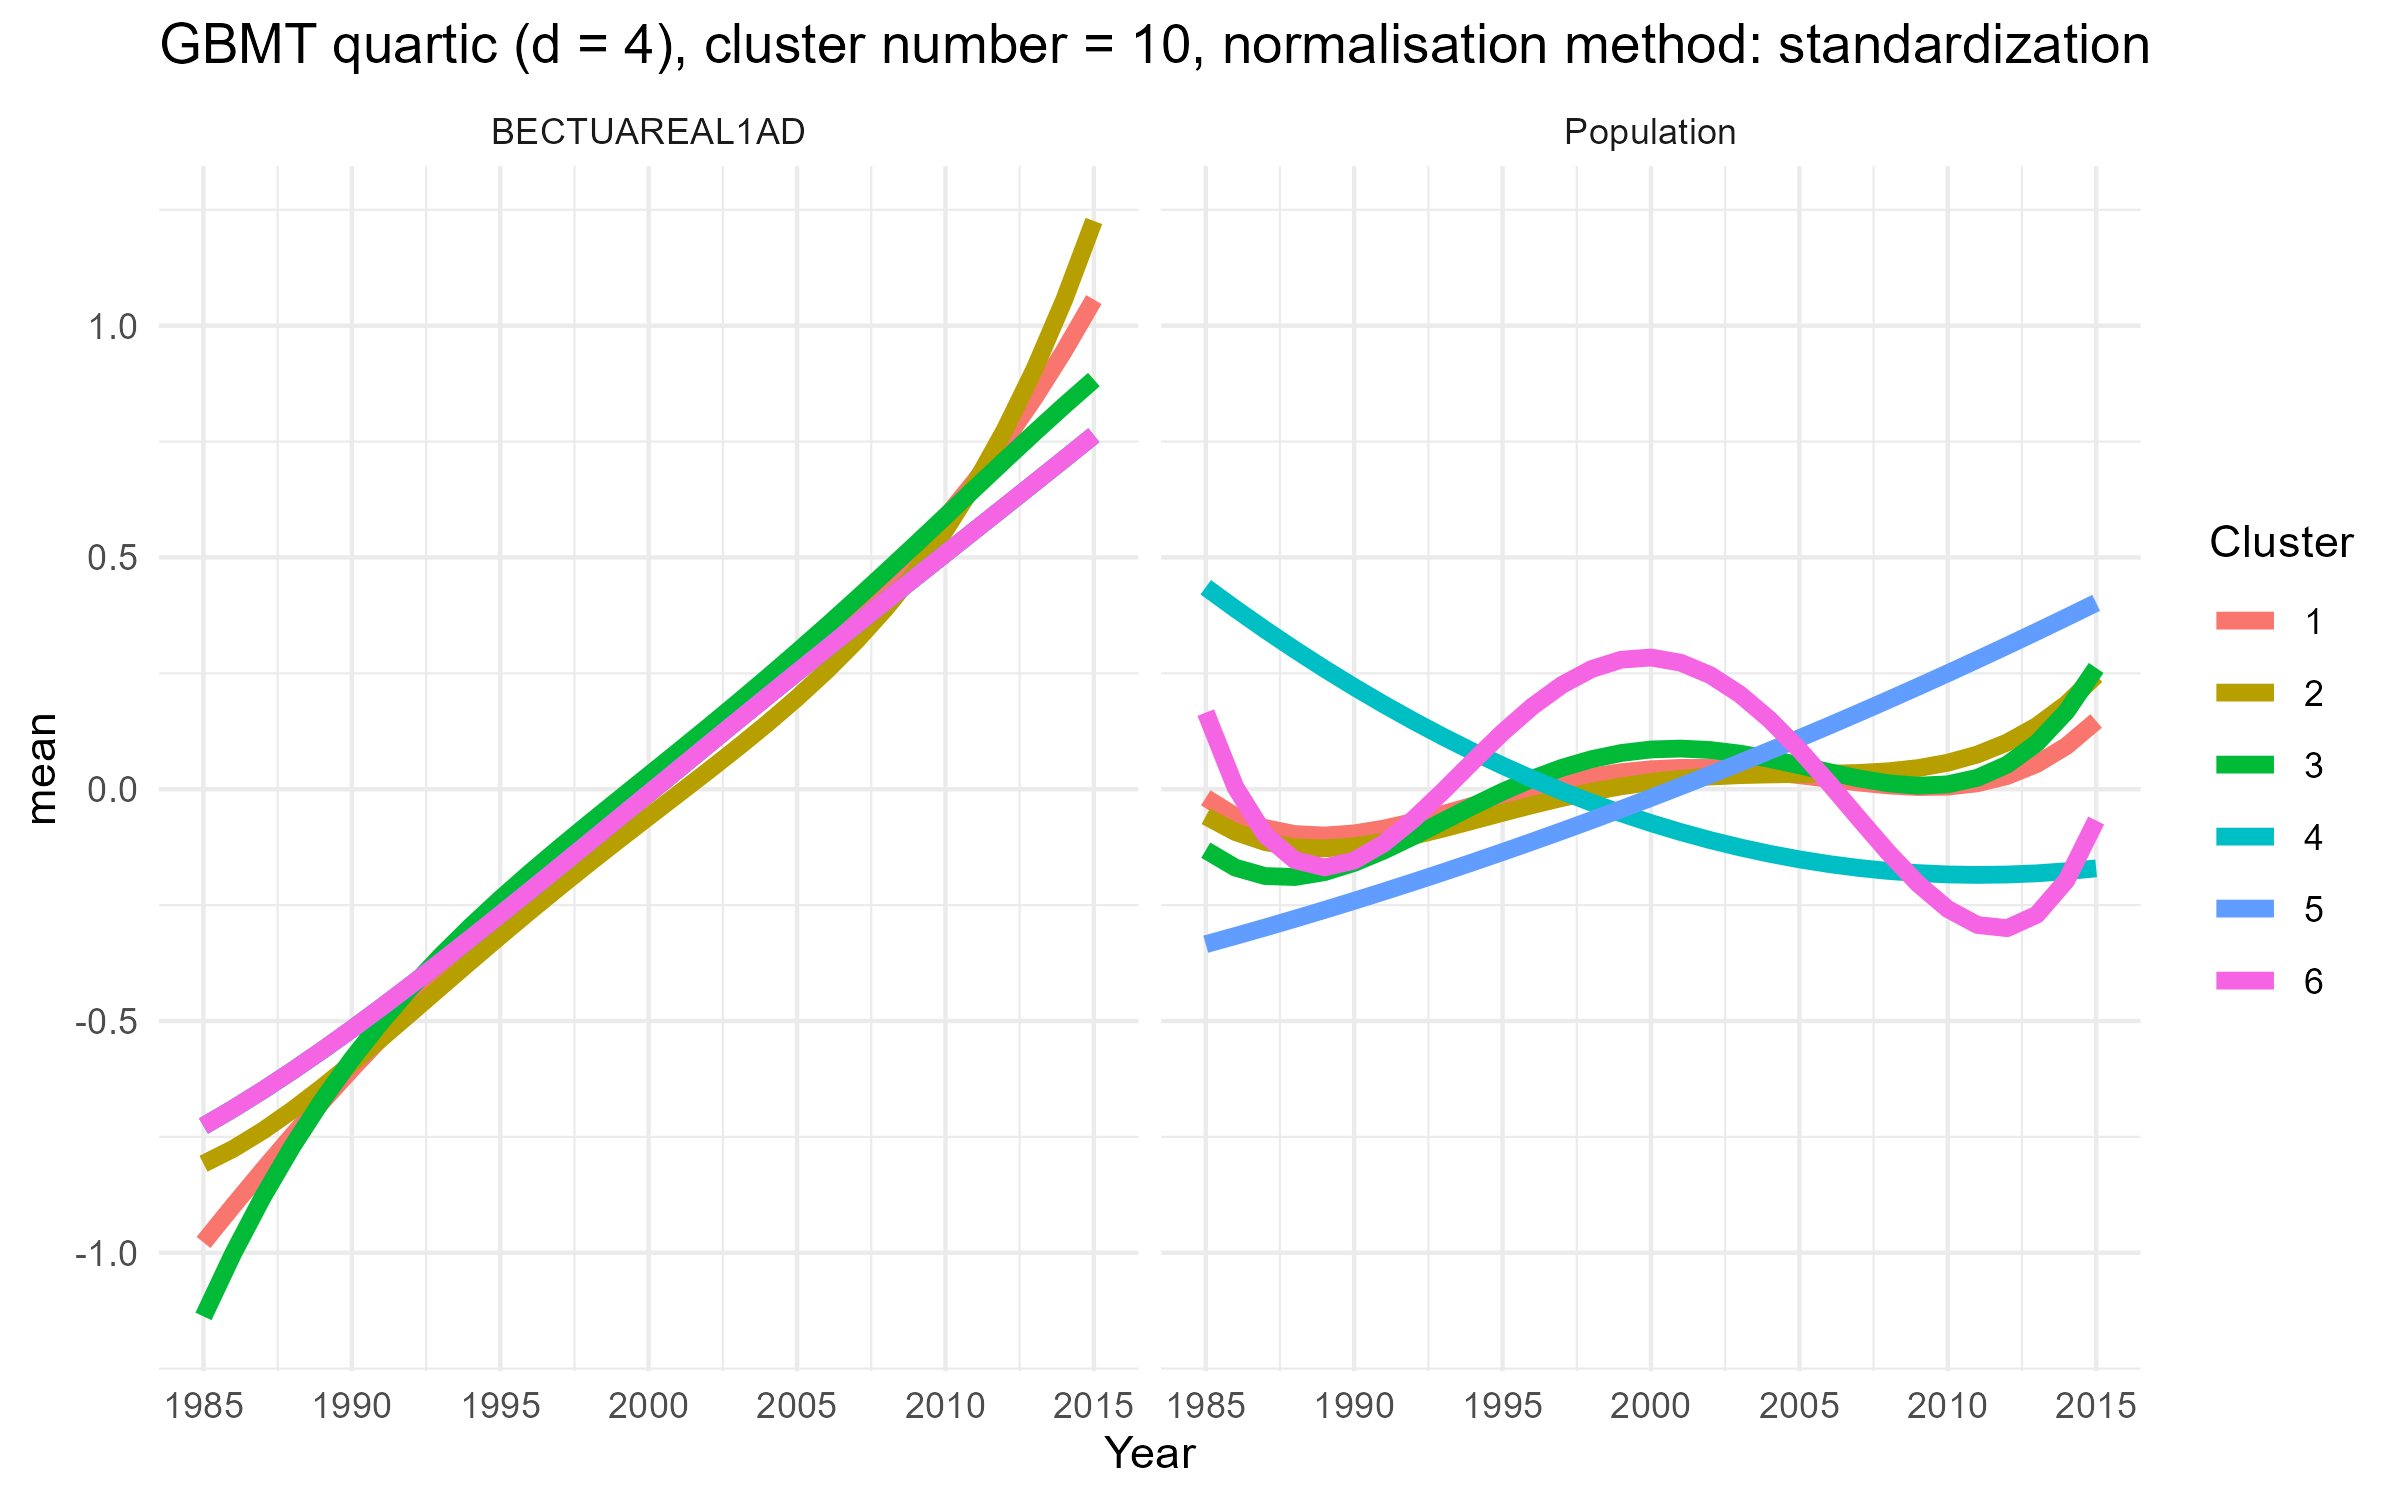 GBMT quartic (d = 4), cluster number = 10, normalisation method: standardization
BECTUAREAL1AD Population
mean
1.0
0.5
0.0
-0.5
-1.0
1985 1990 1995 2000 2005 2010 2015 1985 1990 1995 2000 2005 2010 2015
Year
Cluster
1
2
3
4
5
6